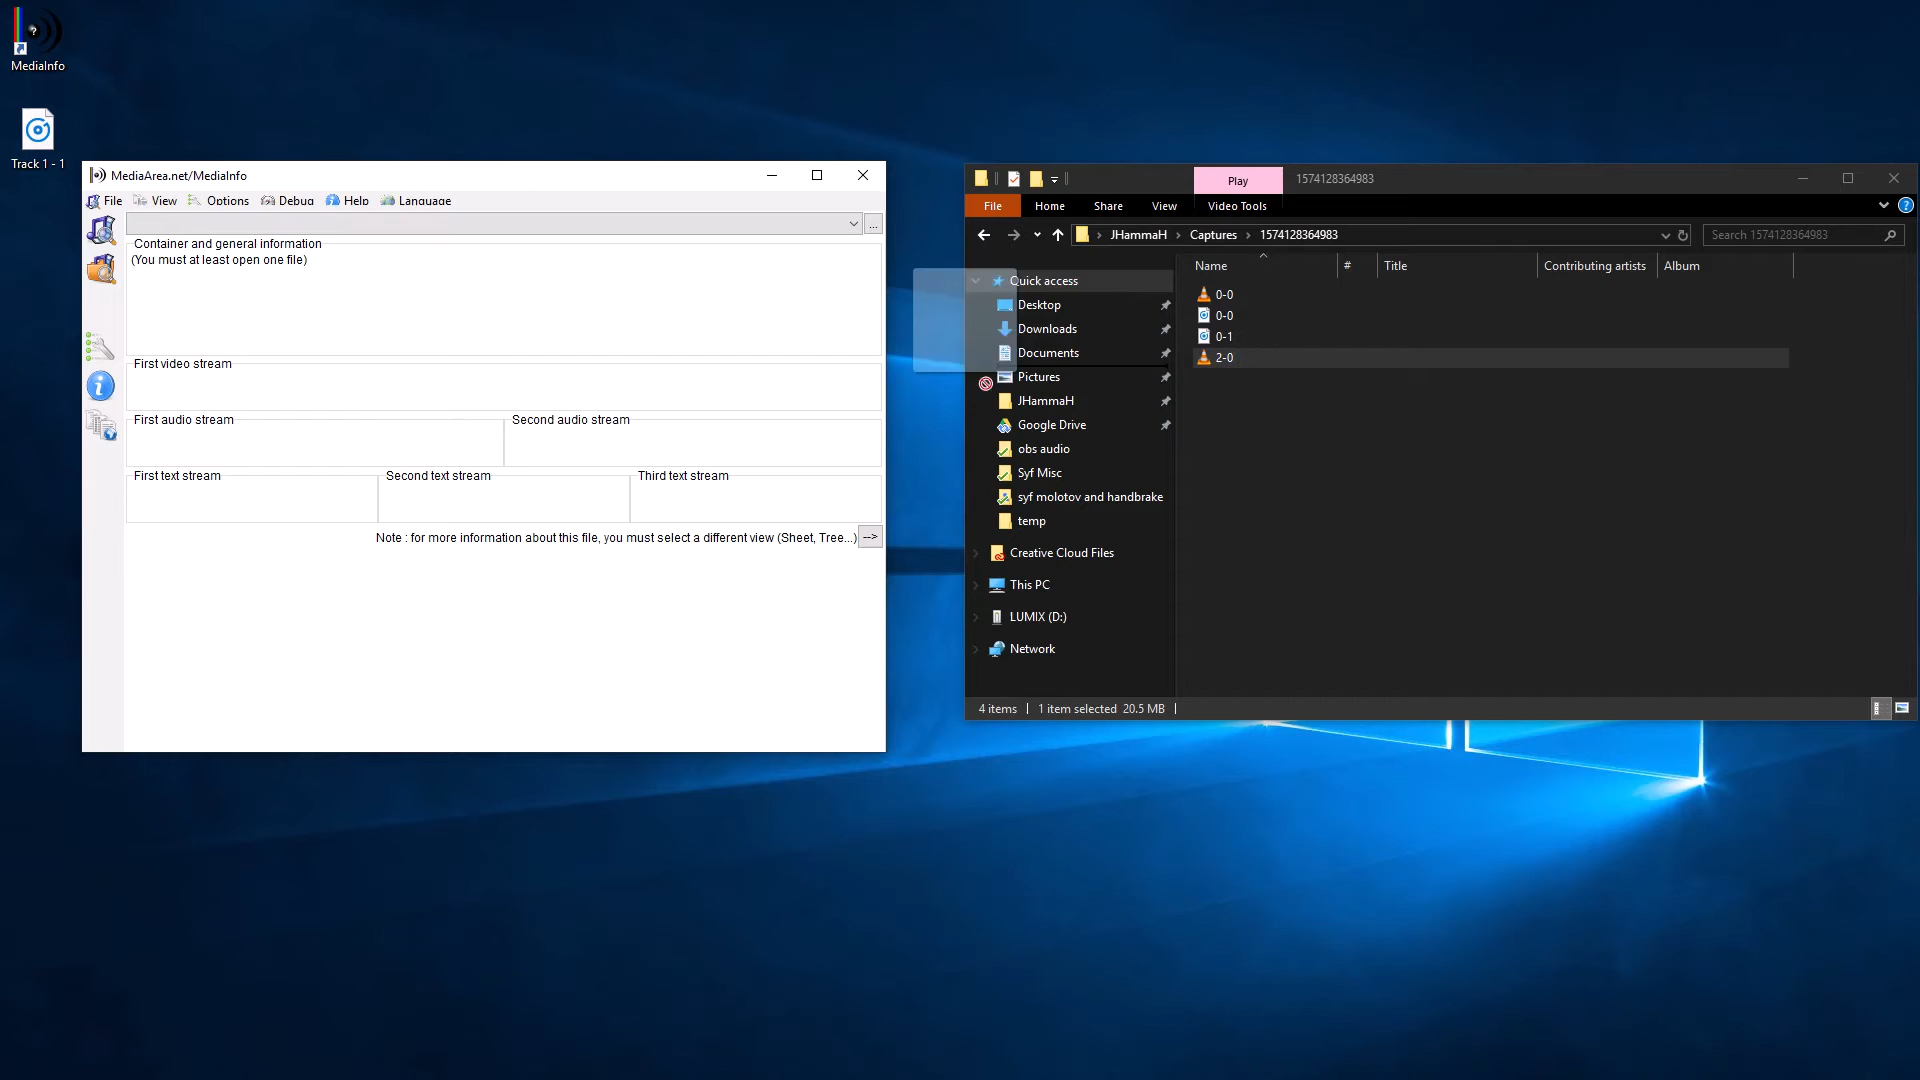 MediaInfo
Track 1 - 1
MediaArea.net/MediaInfo
File View Options Debug Help Language
...
Container and general information
(You must at least open one file)
First video stream
First audio stream
Second audio stream
First text stream
Second text stream
Third text stream
Note : for more information about this file, you must select a different view (Sheet, Tree...)
-->
Play
1574128364983
File
Home
Share
View
Video Tools
JHammaH > Captures > 1574128364983
Search 1574128364983
Name
#
Title
Contributing artists
Album
Quick access
Desktop
Downloads
Documents
Pictures
JHammaH
Google Drive
obs audio
Syf Misc
syf molotov and handbrake
temp
Creative Cloud Files
This PC
LUMIX (D:)
Network
0-0
0-0
0-1
2-0
4 items
1 item selected 20.5 MB